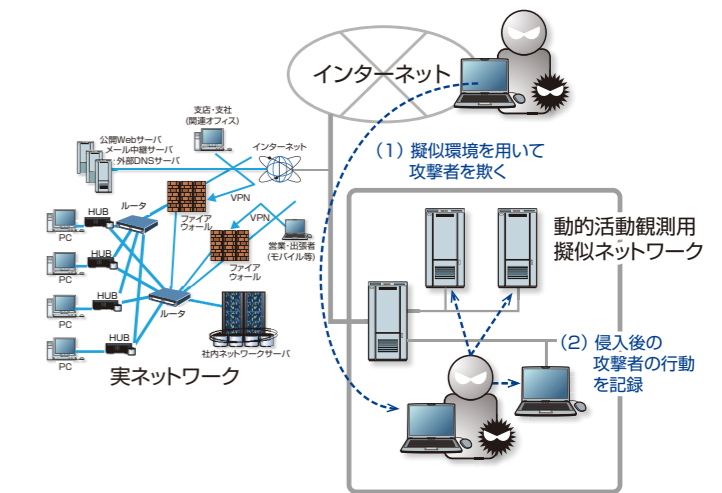 インターネット
支店・支社
(関連オフィス)
公開Webサーバ
メール中継サーバ
外部DNSサーバ
インターネット
(1) 擬似環境を用いて
攻撃者を欺く
VPN
ルータ
HUB
PC
ファイア
ウォール
VPN
営業・出張者
(モバイル等)
動的活動観測用
擬似ネットワーク
HUB
PC
ファイア
ウォール
HUB
PC
ルータ
HUB
PC
社内ネットワークサーバ
実ネットワーク
(2) 侵入後の
攻撃者の行動
を記録